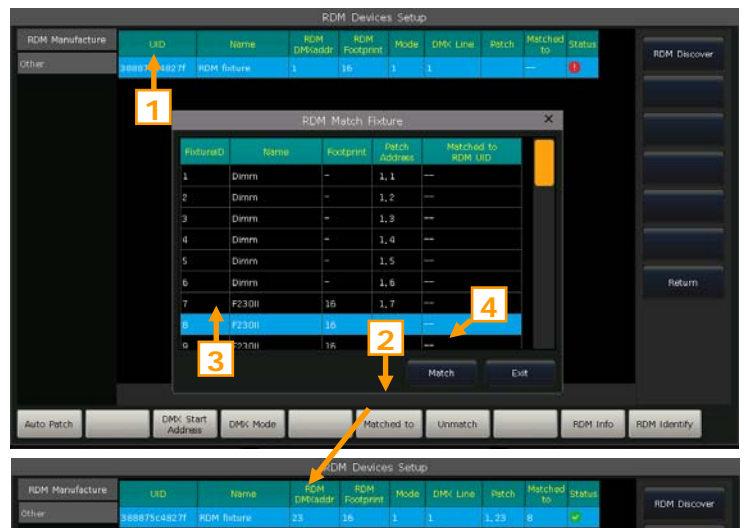 RDM Devices Setup
RDM Manufacture
Other
UID Name RDM DMXaddr RDM Footprint Mode DMX Line Patch Matched to Status
388875c4827f RDM fixture 1 16 1 1 --
RDM Discover
1
RDM Match Fixture ×
FixtureID Name Footprint Patch Address Matched to RDM UID
1 Dimm - 1, 1 --
2 Dimm - 1, 2 --
3 Dimm - 1, 3 --
4 Dimm - 1, 4 --
5 Dimm - 1, 5 --
6 Dimm - 1, 6 --
7 F230II 16 1, 7 --
8 F230II 16 --
9 F230II 16 --
4
2
3
Match Exit
Return
Auto Patch DMX Start Address DMX Mode Matched to Unmatch RDM Info RDM Identify
RDM Devices Setup
RDM Manufacture
Other
UID Name RDM DMXaddr RDM Footprint Mode DMX Line Patch Matched to Status
388875c4827f RDM fixture 23 16 1 1 1, 23 8
RDM Discover